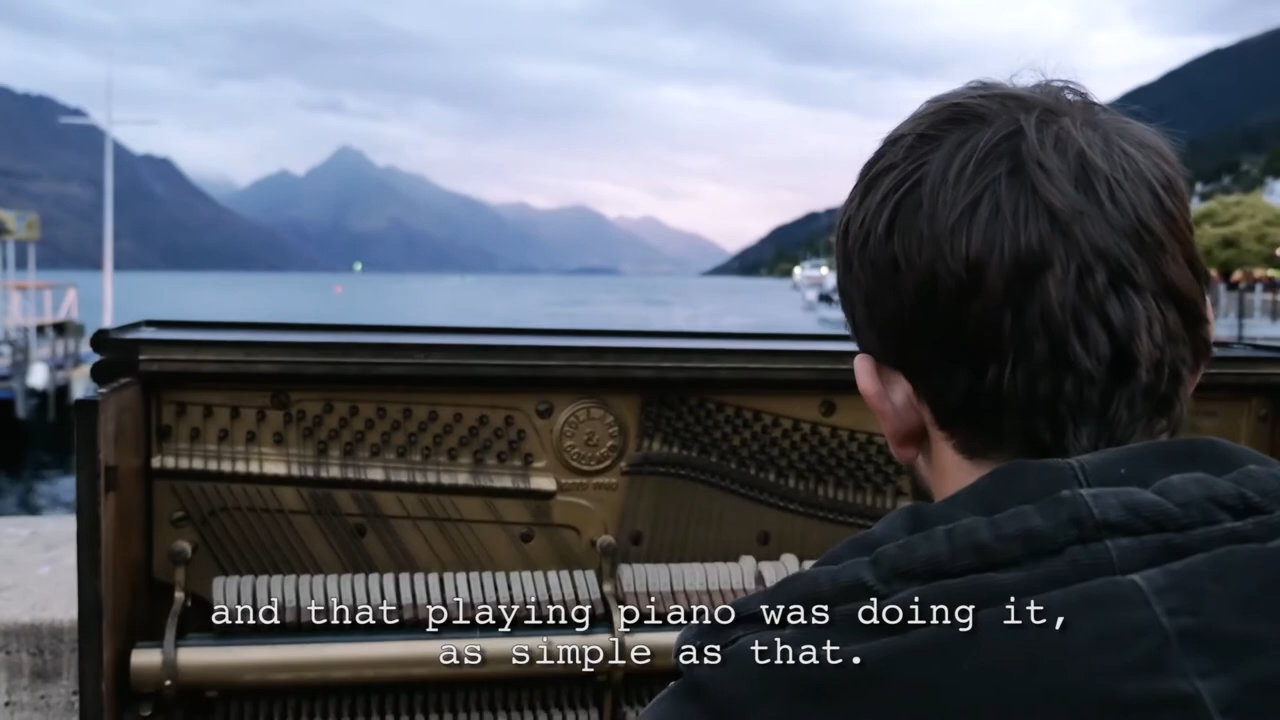 and that playing piano was doing it,
as simple as that.
&